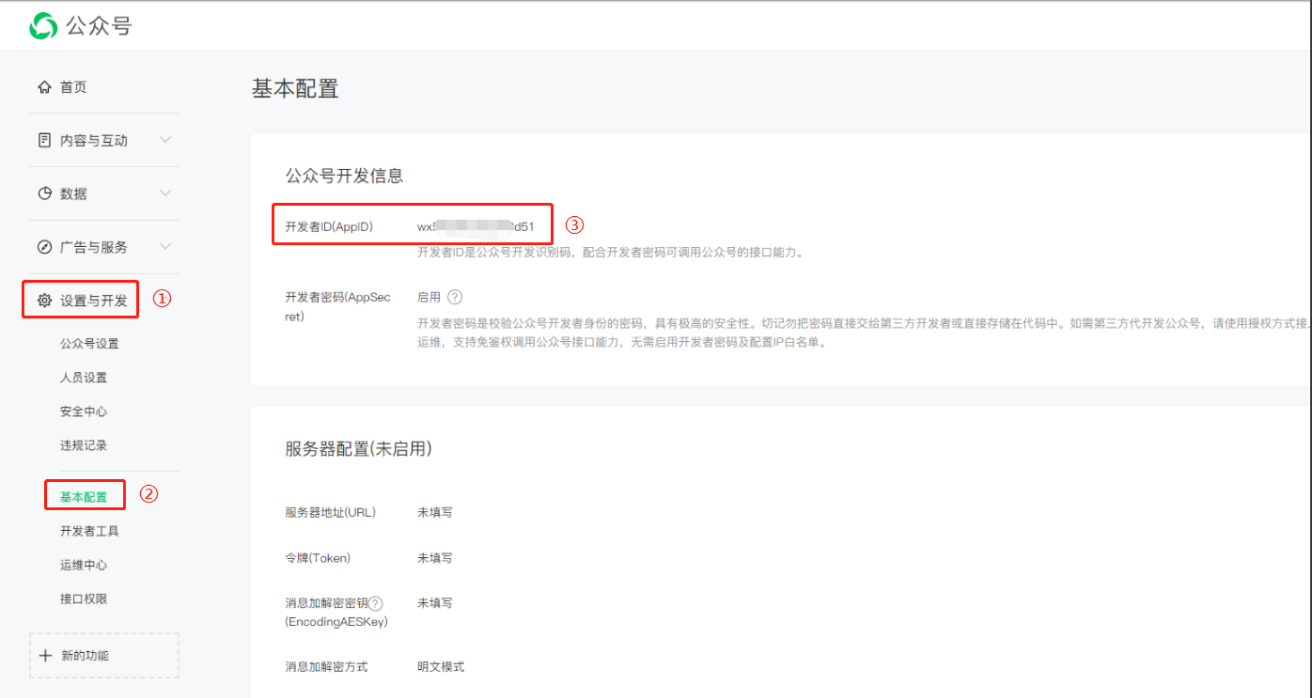 公众号
首页
内容与互动
数据
广告与服务
设置与开发 ①
公众号设置
人员设置
安全中心
违规记录
基本配置 ②
开发者工具
运维中心
接口权限
新的功能
基本配置
公众号开发信息
开发者ID(AppID) wx d51 ③
开发者ID是公众号开发识别码，配合开发者密码可调用公众号的接口能力。
开发者密码(AppSec 启用 ?
ret)
开发者密码是校验公众号开发者身份的密码，具有极高的安全性。切记勿把密码直接交给第三方开发者或直接存储在代码中。如需第三方代开发公众号，请使用授权方式接
运维，支持免鉴权调用公众号接口能力，无需启用开发者密码及配置IP白名单。
服务器配置(未启用)
服务器地址(URL) 未填写
令牌(Token) 未填写
消息加解密密钥? 未填写
(EncodingAESKey)
消息加解密方式 明文模式